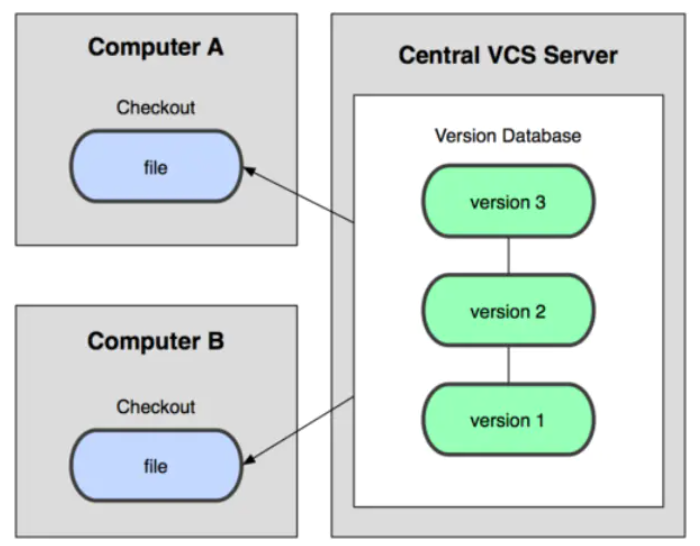 Computer A
Checkout
file
Computer B
Checkout
file
Central VCS Server
Version Database
version 3
version 2
version 1